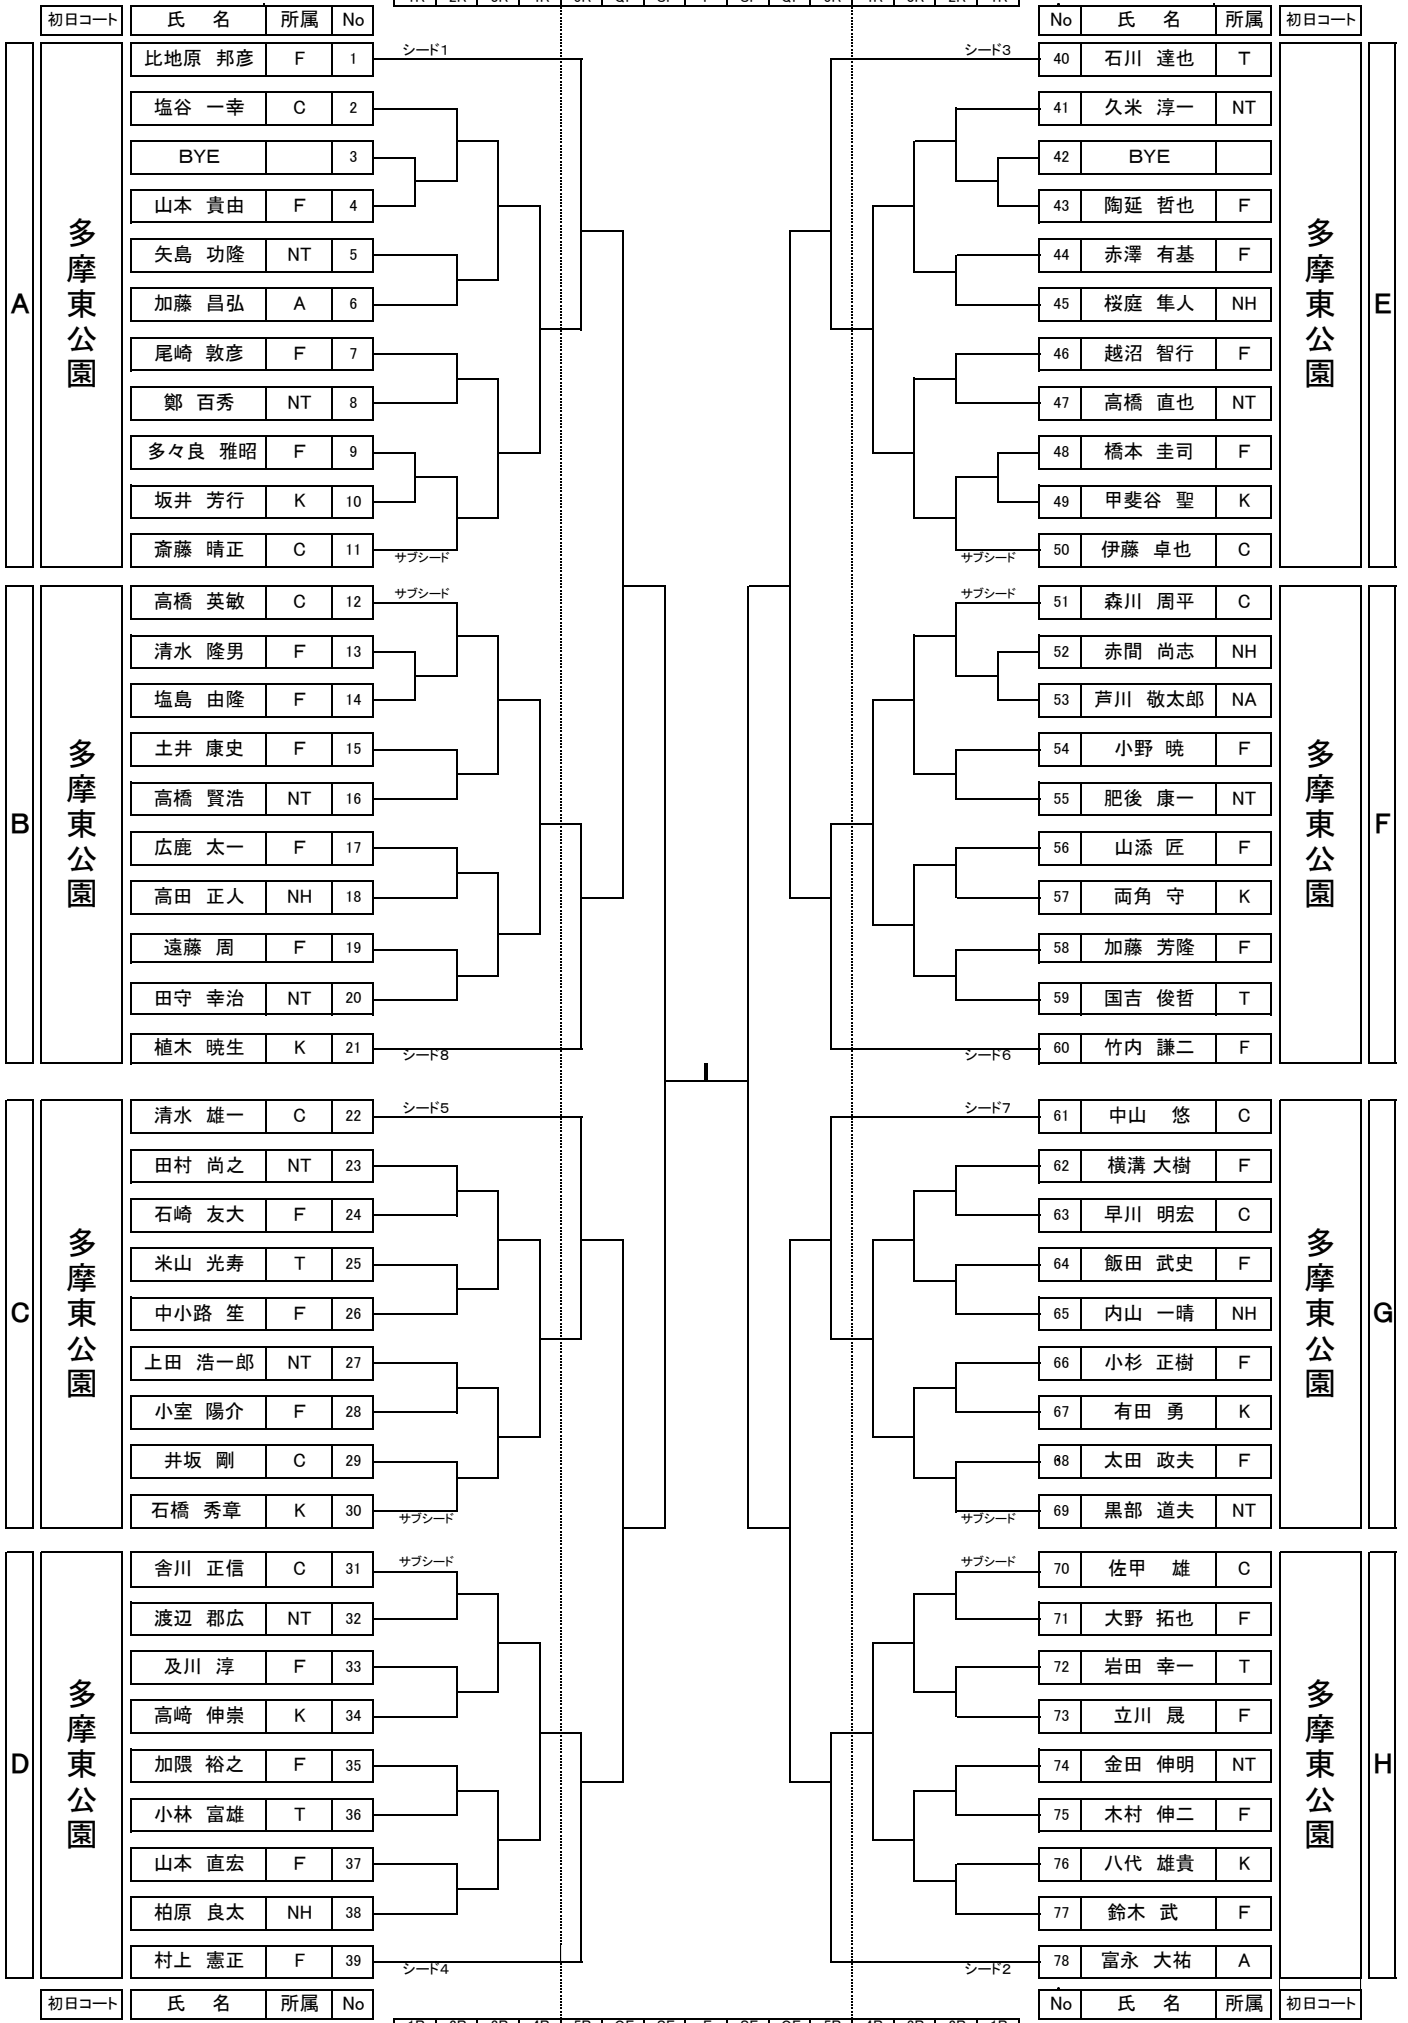 初日コート 氏 名 所属 No
No 氏 名 所属 初日コート
A
多摩東公園
比地原 邦彦 F 1 シード1
塩谷 一幸 C 2
BYE 3
山本 貴由 F 4
矢島 功隆 NT 5
加藤 昌弘 A 6
尾崎 敦彦 F 7
鄭 百秀 NT 8
多々良 雅昭 F 9
坂井 芳行 K 10
斎藤 晴正 C 11 サブシード
B
多摩東公園
高橋 英敏 C 12 サブシード
清水 隆男 F 13
塩島 由隆 F 14
土井 康史 F 15
高橋 賢浩 NT 16
広鹿 太一 F 17
高田 正人 NH 18
遠藤 周 F 19
田守 幸治 NT 20
植木 暁生 K 21 シード8
C
多摩東公園
清水 雄一 C 22 シード5
田村 尚之 NT 23
石崎 友大 F 24
米山 光寿 T 25
中小路 笙 F 26
上田 浩一郎 NT 27
小室 陽介 F 28
井坂 剛 C 29
石橋 秀章 K 30 サブシード
D
多摩東公園
舎川 正信 C 31 サブシード
渡辺 郡広 NT 32
及川 淳 F 33
高﨑 伸崇 K 34
加隈 裕之 F 35
小林 富雄 T 36
山本 直宏 F 37
柏原 良太 NH 38
村上 憲正 F 39 シード4
初日コート 氏 名 所属 No
E
多摩東公園
シード3 40 石川 達也 T
41 久米 淳一 NT
42 BYE
43 陶延 哲也 F
44 赤澤 有基 F
45 桜庭 隼人 NH
46 越沼 智行 F
47 高橋 直也 NT
48 橋本 圭司 F
49 甲斐谷 聖 K
サブシード 50 伊藤 卓也 C
F
多摩東公園
サブシード 51 森川 周平 C
52 赤間 尚志 NH
53 芦川 敬太郎 NA
54 小野 暁 F
55 肥後 康一 NT
56 山添 匠 F
57 両角 守 K
58 加藤 芳隆 F
59 国吉 俊哲 T
シード6 60 竹内 謙二 F
G
多摩東公園
シード7 61 中山 悠 C
62 横溝 大樹 F
63 早川 明宏 C
64 飯田 武史 F
65 内山 一晴 NH
66 小杉 正樹 F
67 有田 勇 K
68 太田 政夫 F
サブシード 69 黒部 道夫 NT
H
多摩東公園
サブシード 70 佐甲 雄 C
71 大野 拓也 F
72 岩田 幸一 T
73 立川 晟 F
74 金田 伸明 NT
75 木村 伸二 F
76 八代 雄貴 K
77 鈴木 武 F
シード2 78 富永 大祐 A
No 氏 名 所属 初日コート